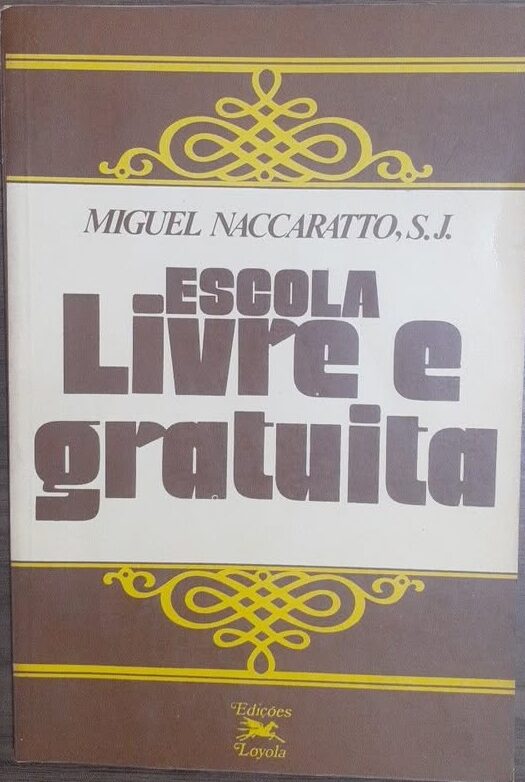 MIGUEL NACCARATTO, S.J.
ESCOLA
Livre e
gratuita
Edições
Loyola